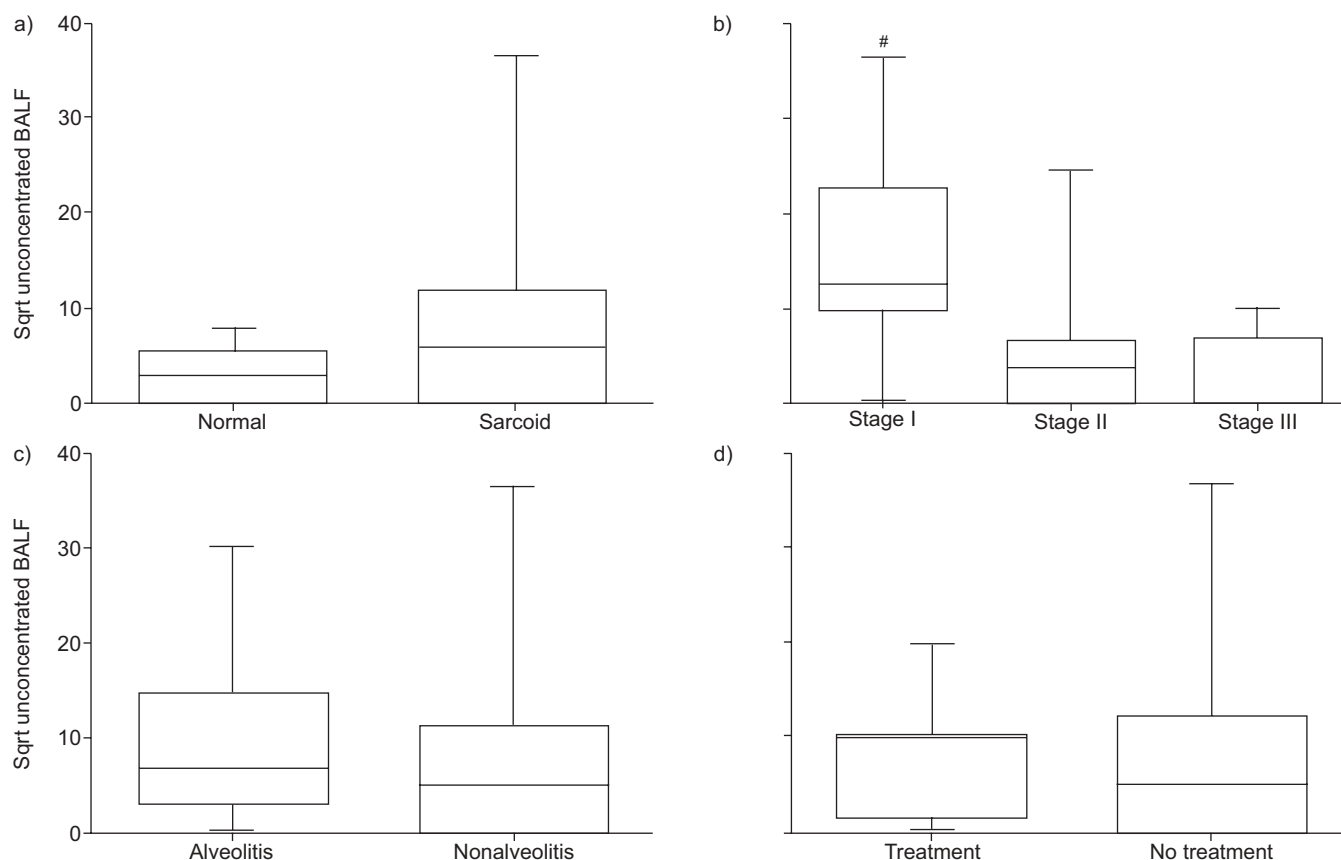 a)
40
30
20
10
0
Sqrt unconcentrated BALF
Normal Sarcoid
b)
#
Stage I Stage II Stage III
c)
40
30
20
10
0
Sqrt unconcentrated BALF
Alveolitis Nonalveolitis
d)
Treatment No treatment